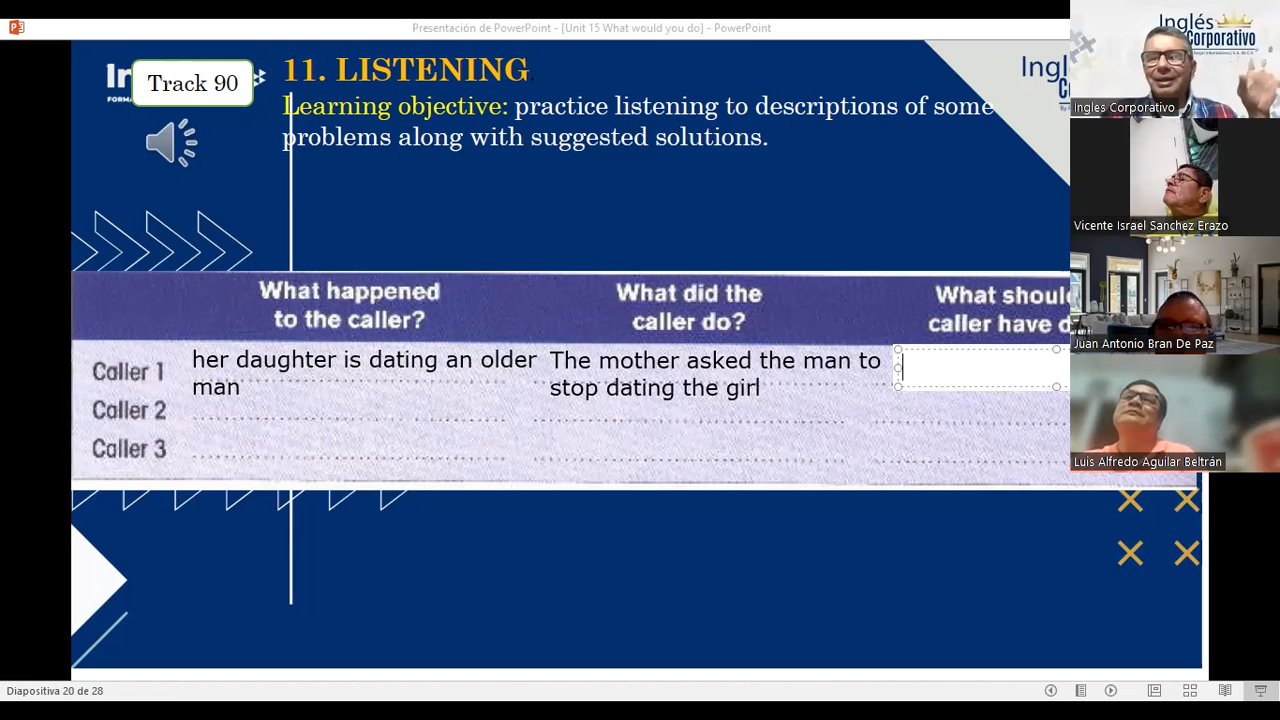 Presentación de PowerPoint - [Unit 15 What would you do] - PowerPoint
Track 90
11. LISTENING.
Learning objective: practice listening to descriptions of some
problems along with suggested solutions.
What happened
to the caller?
What did the
caller do?
What shoul
caller have d
Caller 1
her daughter is dating an older
man
The mother asked the man to
stop dating the girl
Caller 2
Caller 3
Inglés
Corporativo
Ingles Corporativo
Vicente Israel Sanchez Erazo
Juan Antonio Bran De Paz
Luis Alfredo Aguilar Beltrán
Diapositiva 20 de 28